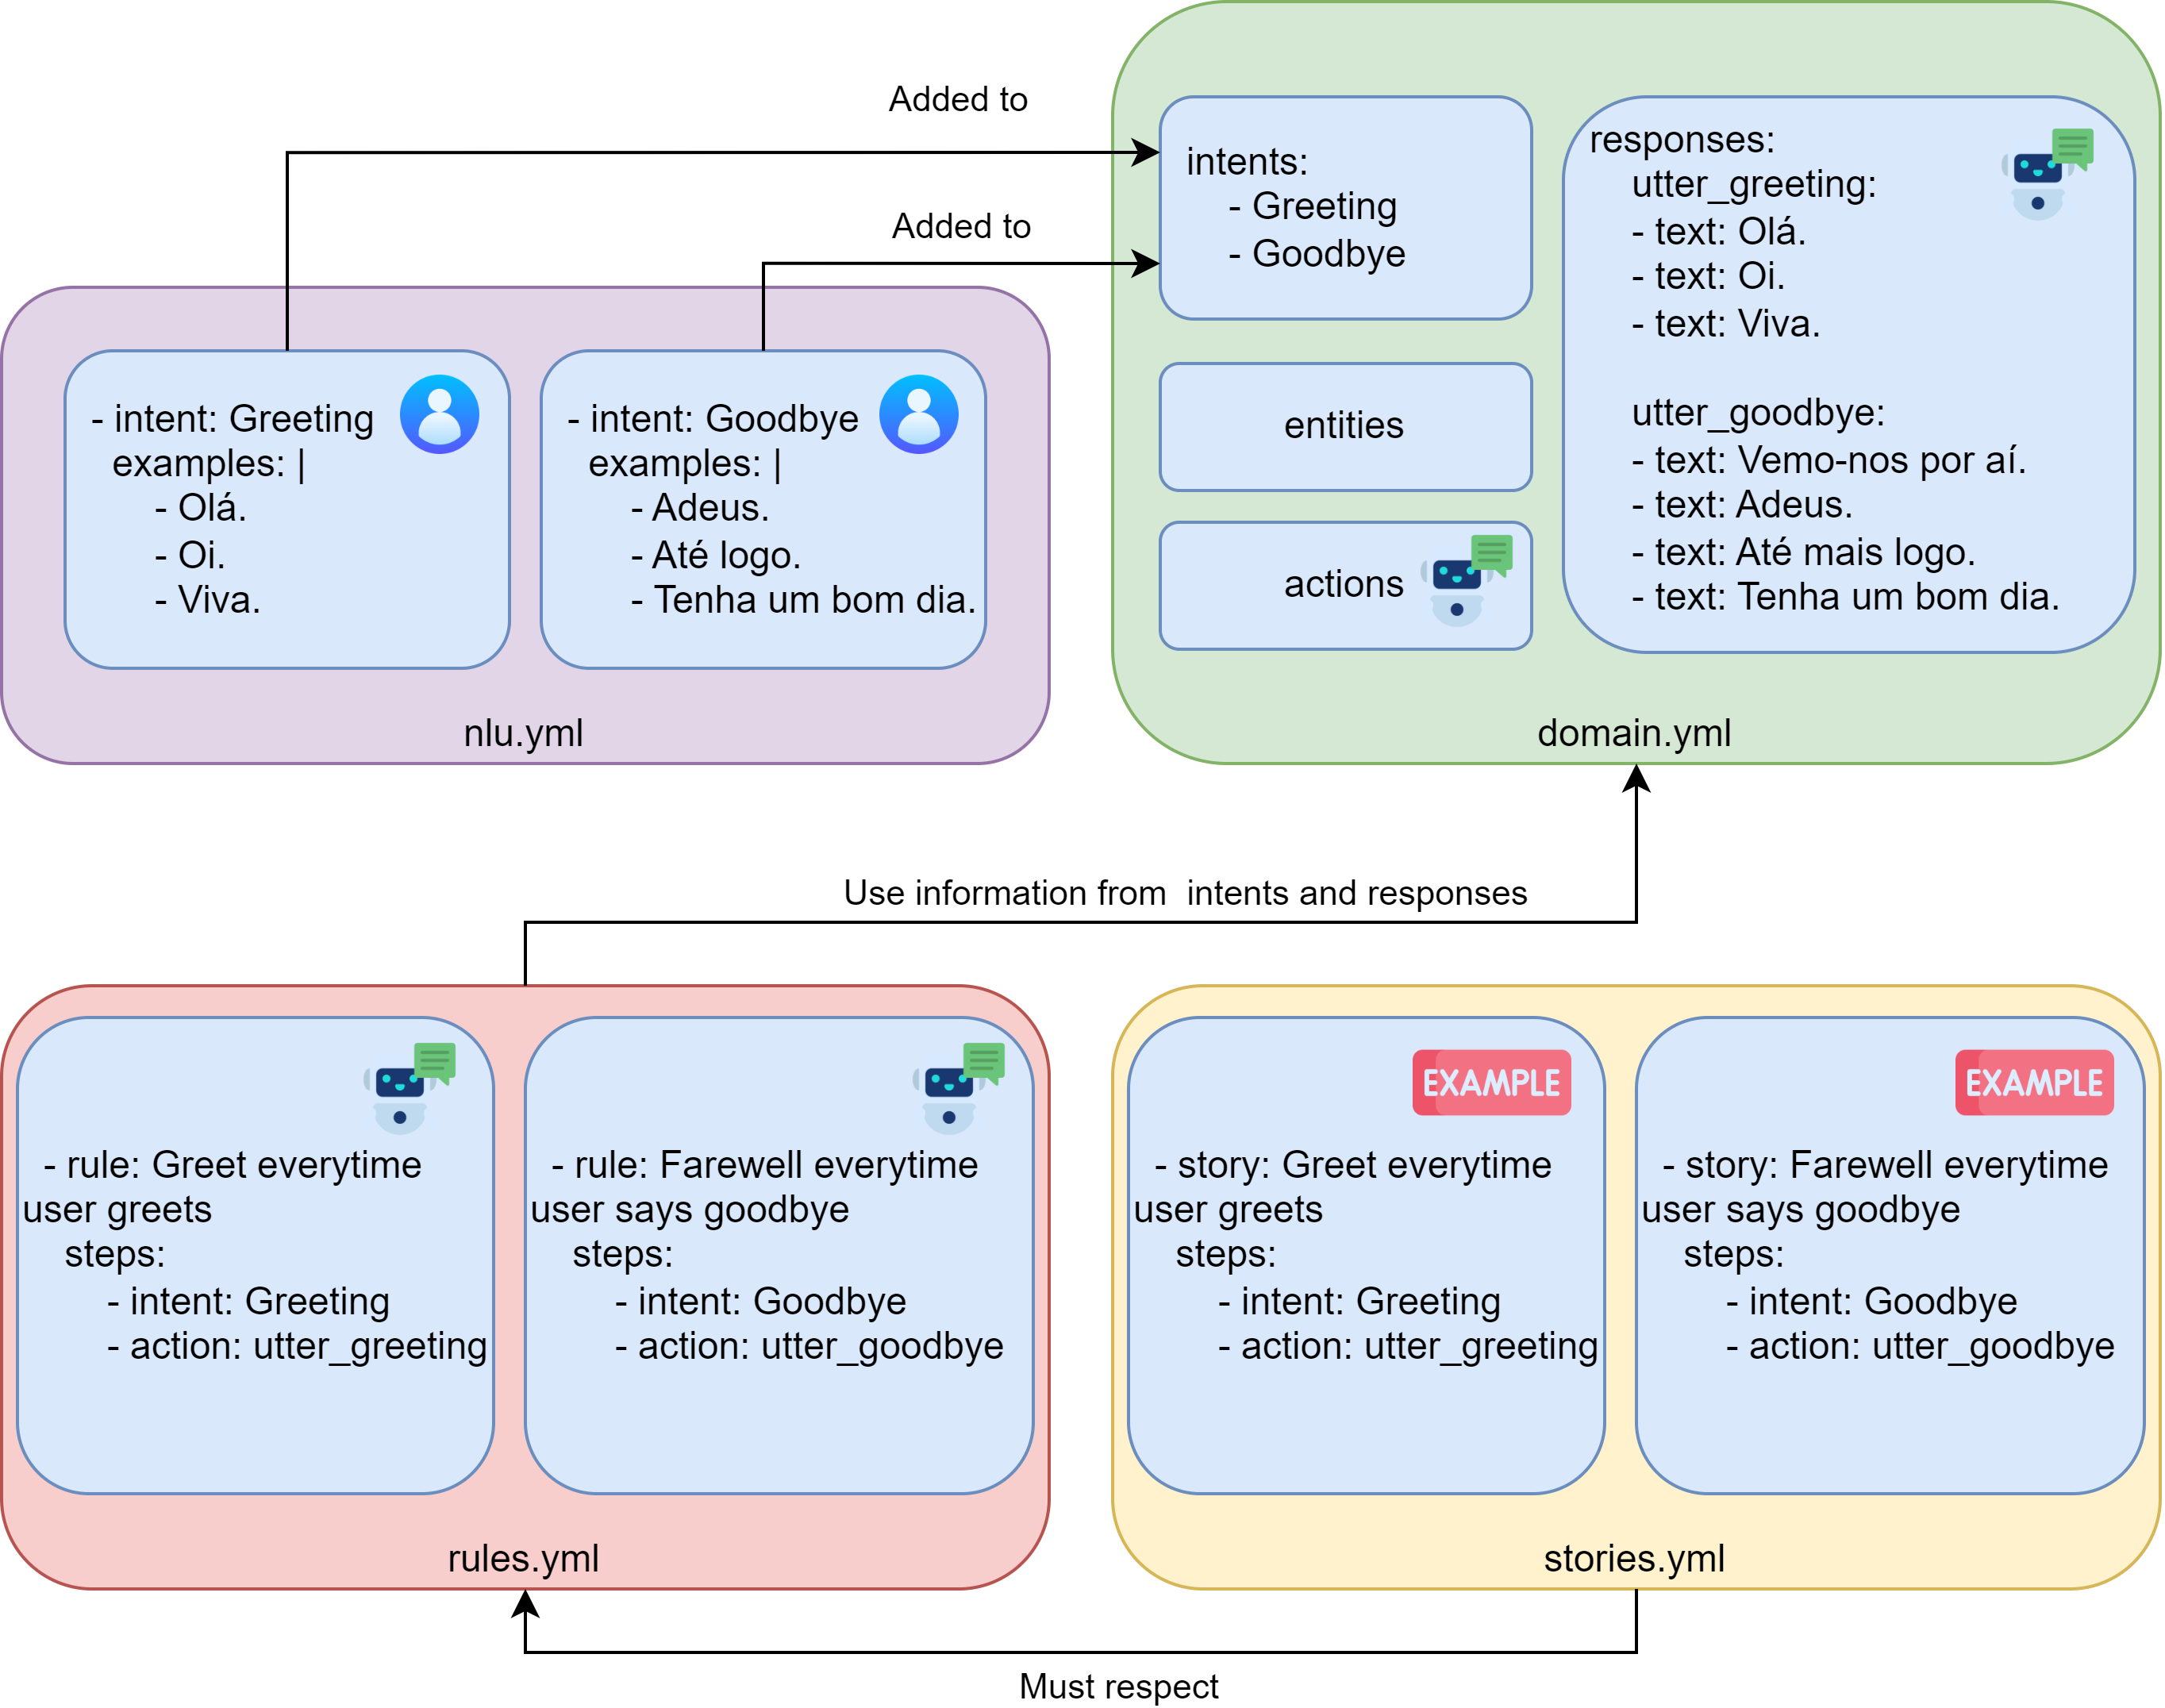 Added to
Added to
- intent: Greeting
examples: |
- Olá.
- Oi.
- Viva.
- intent: Goodbye
examples: |
- Adeus.
- Até logo.
- Tenha um bom dia.
nlu.yml
intents:
- Greeting
- Goodbye
entities
actions
responses:
utter_greeting:
- text: Olá.
- text: Oi.
- text: Viva.
utter_goodbye:
- text: Vemo-nos por aí.
- text: Adeus.
- text: Até mais logo.
- text: Tenha um bom dia.
domain.yml
Use information from  intents and responses
- rule: Greet everytime
user greets
steps:
- intent: Greeting
- action: utter_greeting
- rule: Farewell everytime
user says goodbye
steps:
- intent: Goodbye
- action: utter_goodbye
rules.yml
EXAMPLE
- story: Greet everytime
user greets
steps:
- intent: Greeting
- action: utter_greeting
EXAMPLE
- story: Farewell everytime
user says goodbye
steps:
- intent: Goodbye
- action: utter_goodbye
stories.yml
Must respect